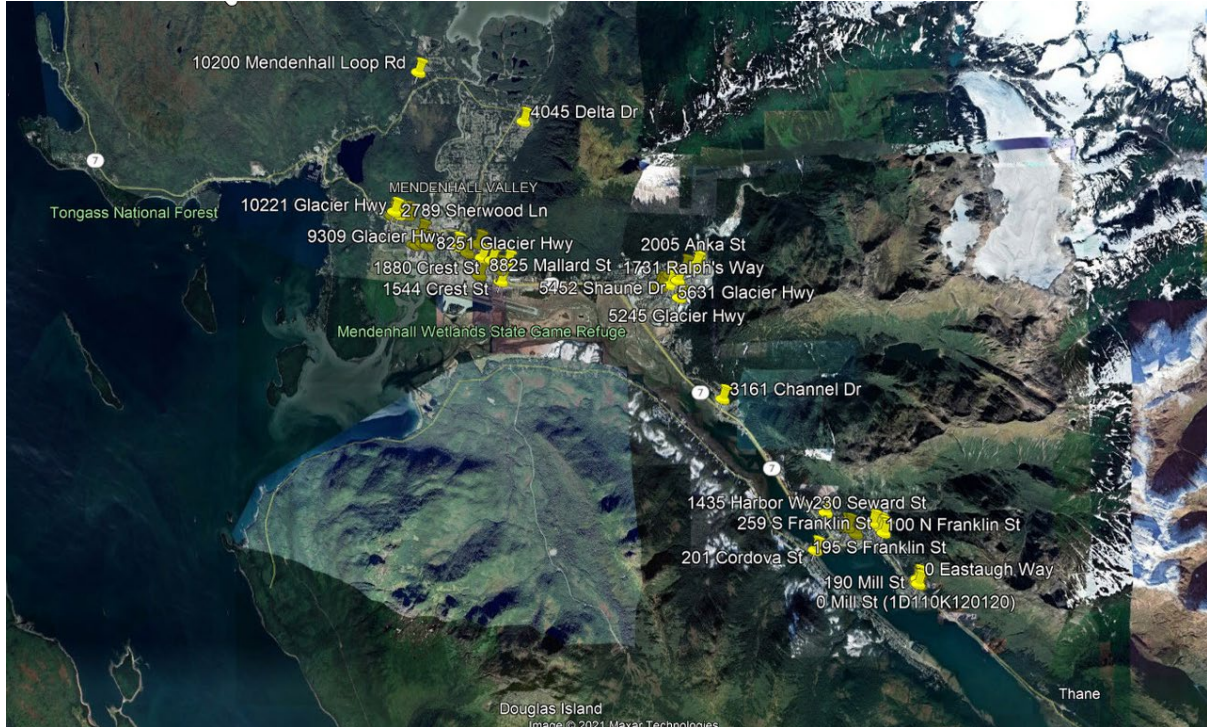 10200 Mendenhall Loop Rd
4045 Delta Dr
7
MENDENHALL VALLEY
Tongass National Forest
10221 Glacier Hwy
2789 Sherwood Ln
9309 Glacier Hwy
8251 Glacier Hwy
2005 Anka St
1880 Crest St
8825 Mallard St
1731 Ralph's Way
1544 Crest St
5452 Shaune Dr
5631 Glacier Hwy
5245 Glacier Hwy
Mendenhall Wetlands State Game Refuge
7
3161 Channel Dr
7
1435 Harbor Wy
230 Seward St
259 S Franklin St
100 N Franklin St
201 Cordova St
195 S Franklin St
0 Eastaugh Way
190 Mill St
0 Mill St (1D110K120120)
Thane
Douglas Island
Image © 2021 Maxar Technologies